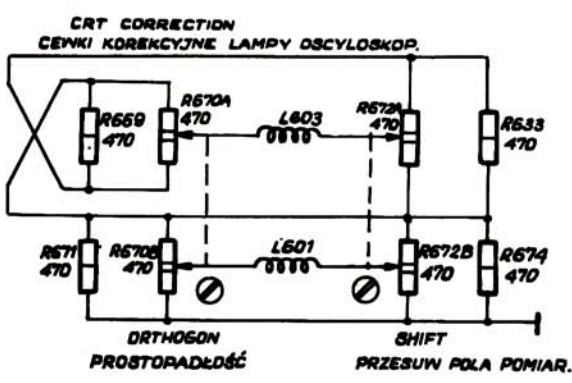 CRT CORRECTION
CEWKI KOREKCYJNE LAMPY OSCYLOSKOP.
R669
470
R670A
470
L603
R672A
470
R633
470
R671
470
R670B
470
L601
R672B
470
R674
470
ORTHOGON
PROSTOPADŁOŚĆ
SHIFT
PRZESUW POLA POMIAR.